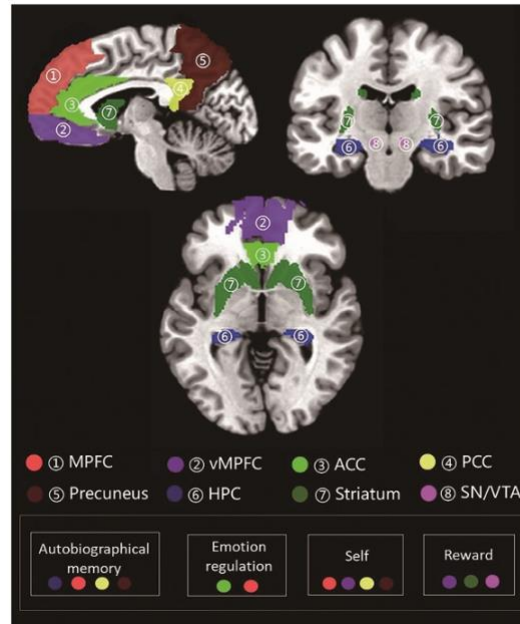 ① ⑤
④
③ ⑦
②
⑦ ⑦
⑥ ⑧ ⑧ ⑥
②
③
⑦ ⑦
⑥ ⑥
① MPFC ② vMPFC ③ ACC ④ PCC
⑤ Precuneus ⑥ HPC ⑦ Striatum ⑧ SN/VTA
Autobiographical
memory
Emotion
regulation
Self
Reward